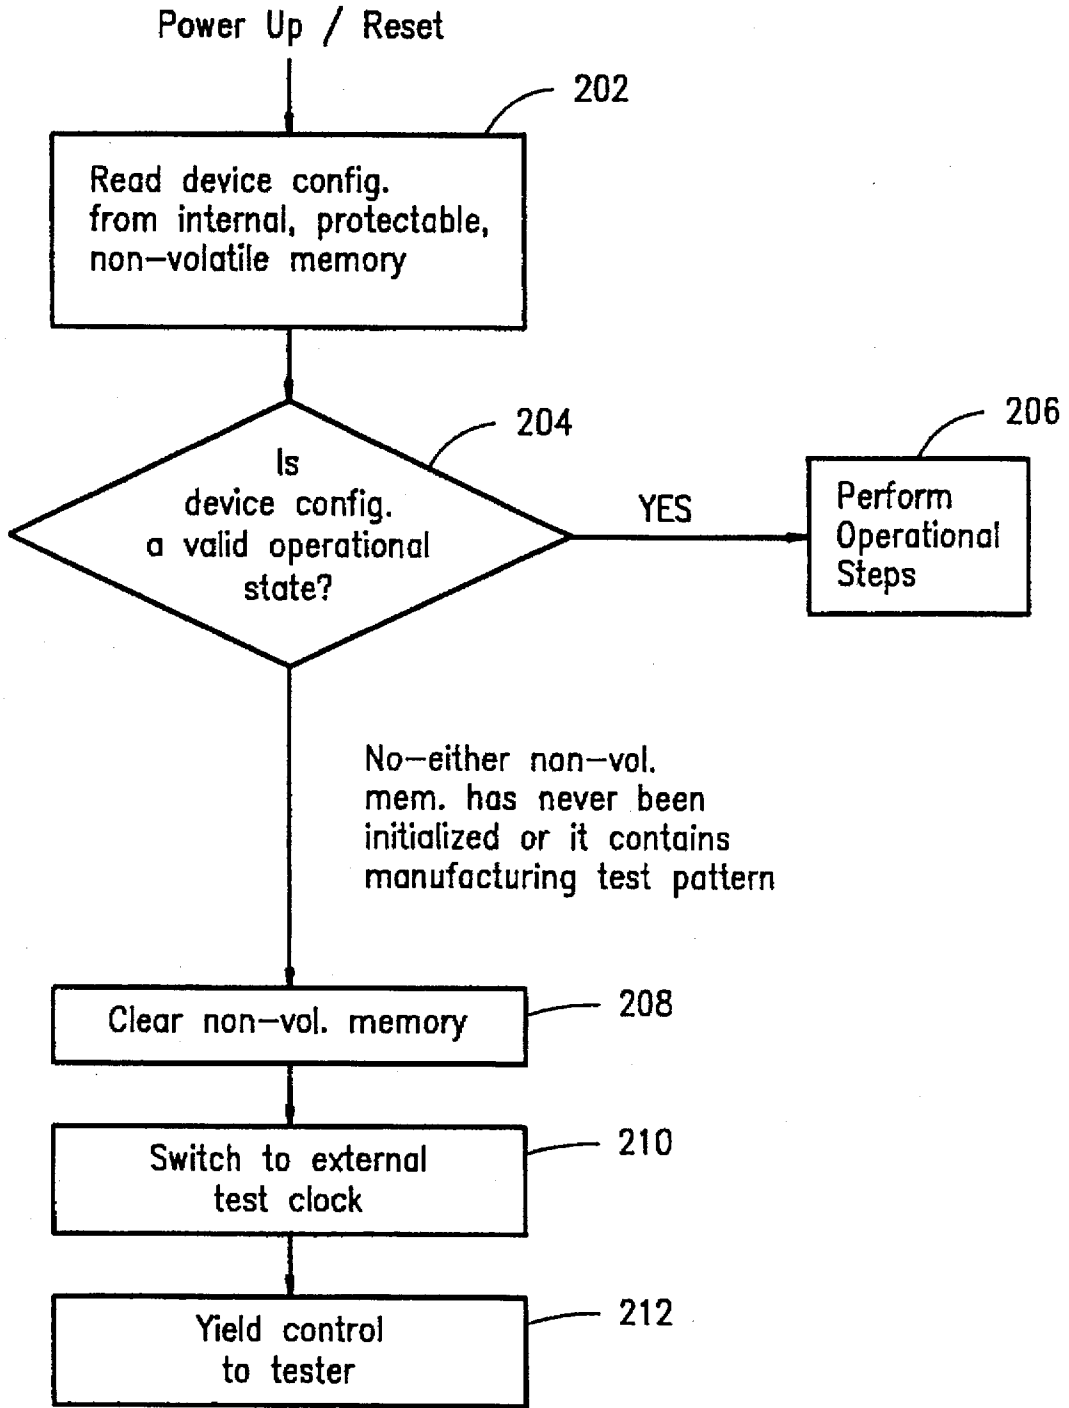 Power Up / Reset
202
Read device config.
from internal, protectable,
non-volatile memory
204
Is
device config.
a valid operational
state?
YES
206
Perform
Operational
Steps
No-either non-vol.
mem. has never been
initialized or it contains
manufacturing test pattern
Clear non-vol. memory
208
Switch to external
test clock
210
Yield control
to tester
212